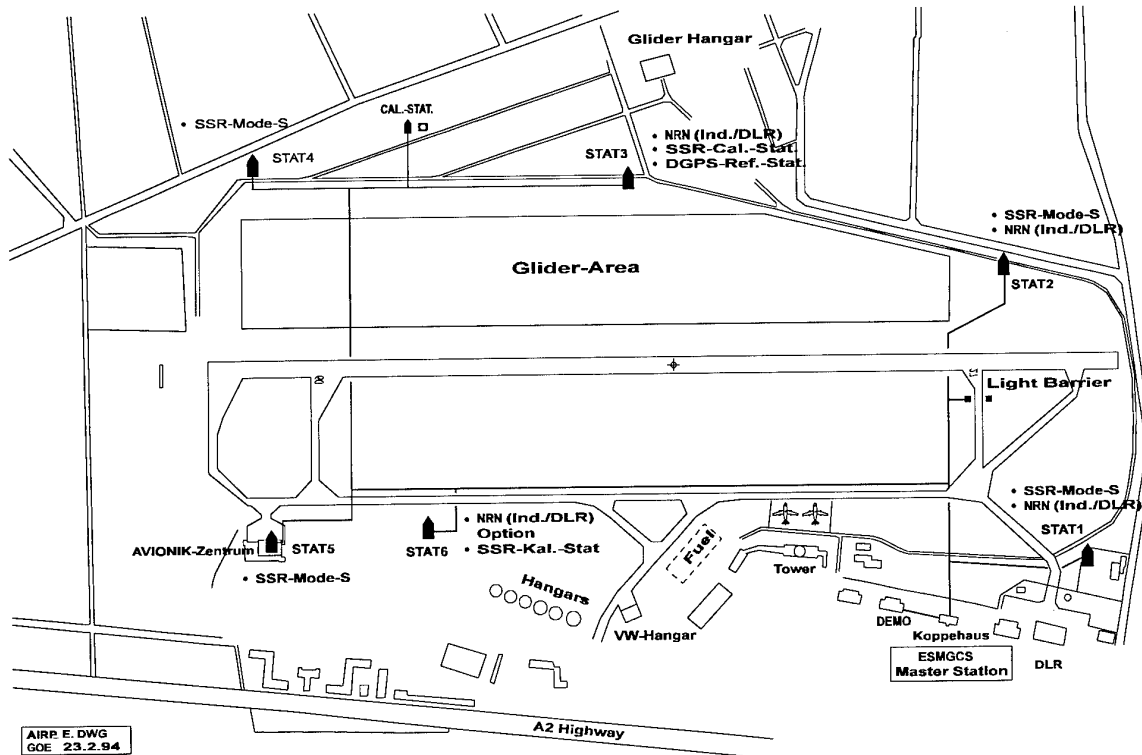 Glider Hangar
CAL.-STAT.
• SSR-Mode-S
STAT4
• NRN (Ind./DLR)
• SSR-Cal.-Stat.
• DGPS-Ref.-Stat.
STAT3
• SSR-Mode-S
• NRN (Ind./DLR)
STAT2
Glider-Area
Light Barrier
• SSR-Mode-S
• NRN (Ind./DLR)
STAT1
• NRN (Ind./DLR)
Option
• SSR-Kal.-Stat
STAT6
AVIONIK-Zentrum
STAT5
• SSR-Mode-S
Fuel
Tower
Hangars
VW-Hangar
DEMO
Koppehaus
ESMGCS
Master Station
DLR
A2 Highway
AIRP. E. DWG
GOE 23.2.94